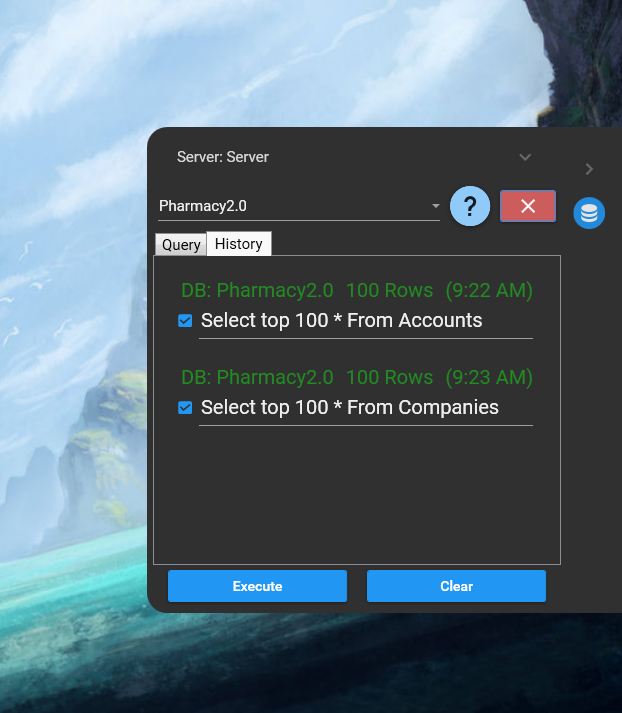 Server: Server
Pharmacy2.0
?
Query History
DB: Pharmacy2.0 100 Rows (9:22 AM)
Select top 100 * From Accounts
DB: Pharmacy2.0 100 Rows (9:23 AM)
Select top 100 * From Companies
Execute Clear